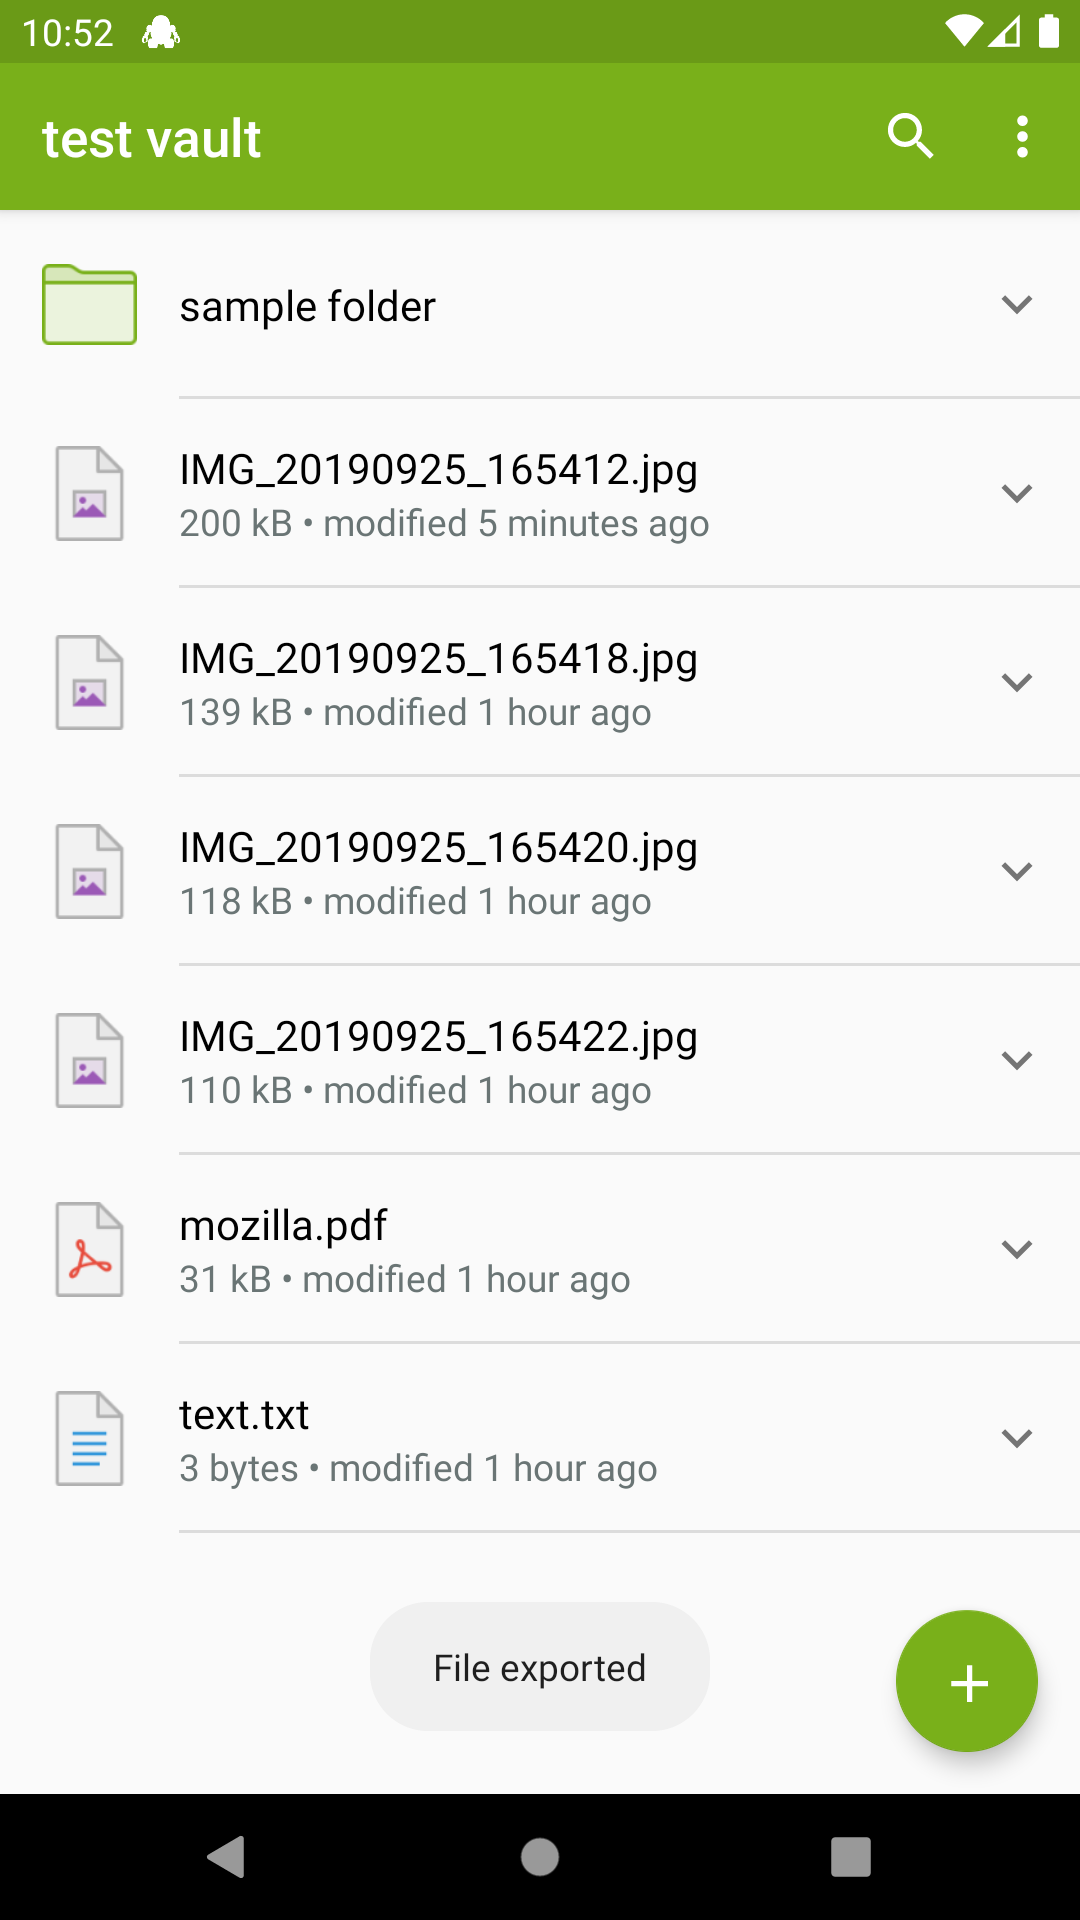 10:52
test vault
sample folder
IMG_20190925_165412.jpg
200 kB • modified 5 minutes ago
IMG_20190925_165418.jpg
139 kB • modified 1 hour ago
IMG_20190925_165420.jpg
118 kB • modified 1 hour ago
IMG_20190925_165422.jpg
110 kB • modified 1 hour ago
mozilla.pdf
31 kB • modified 1 hour ago
text.txt
3 bytes • modified 1 hour ago
File exported